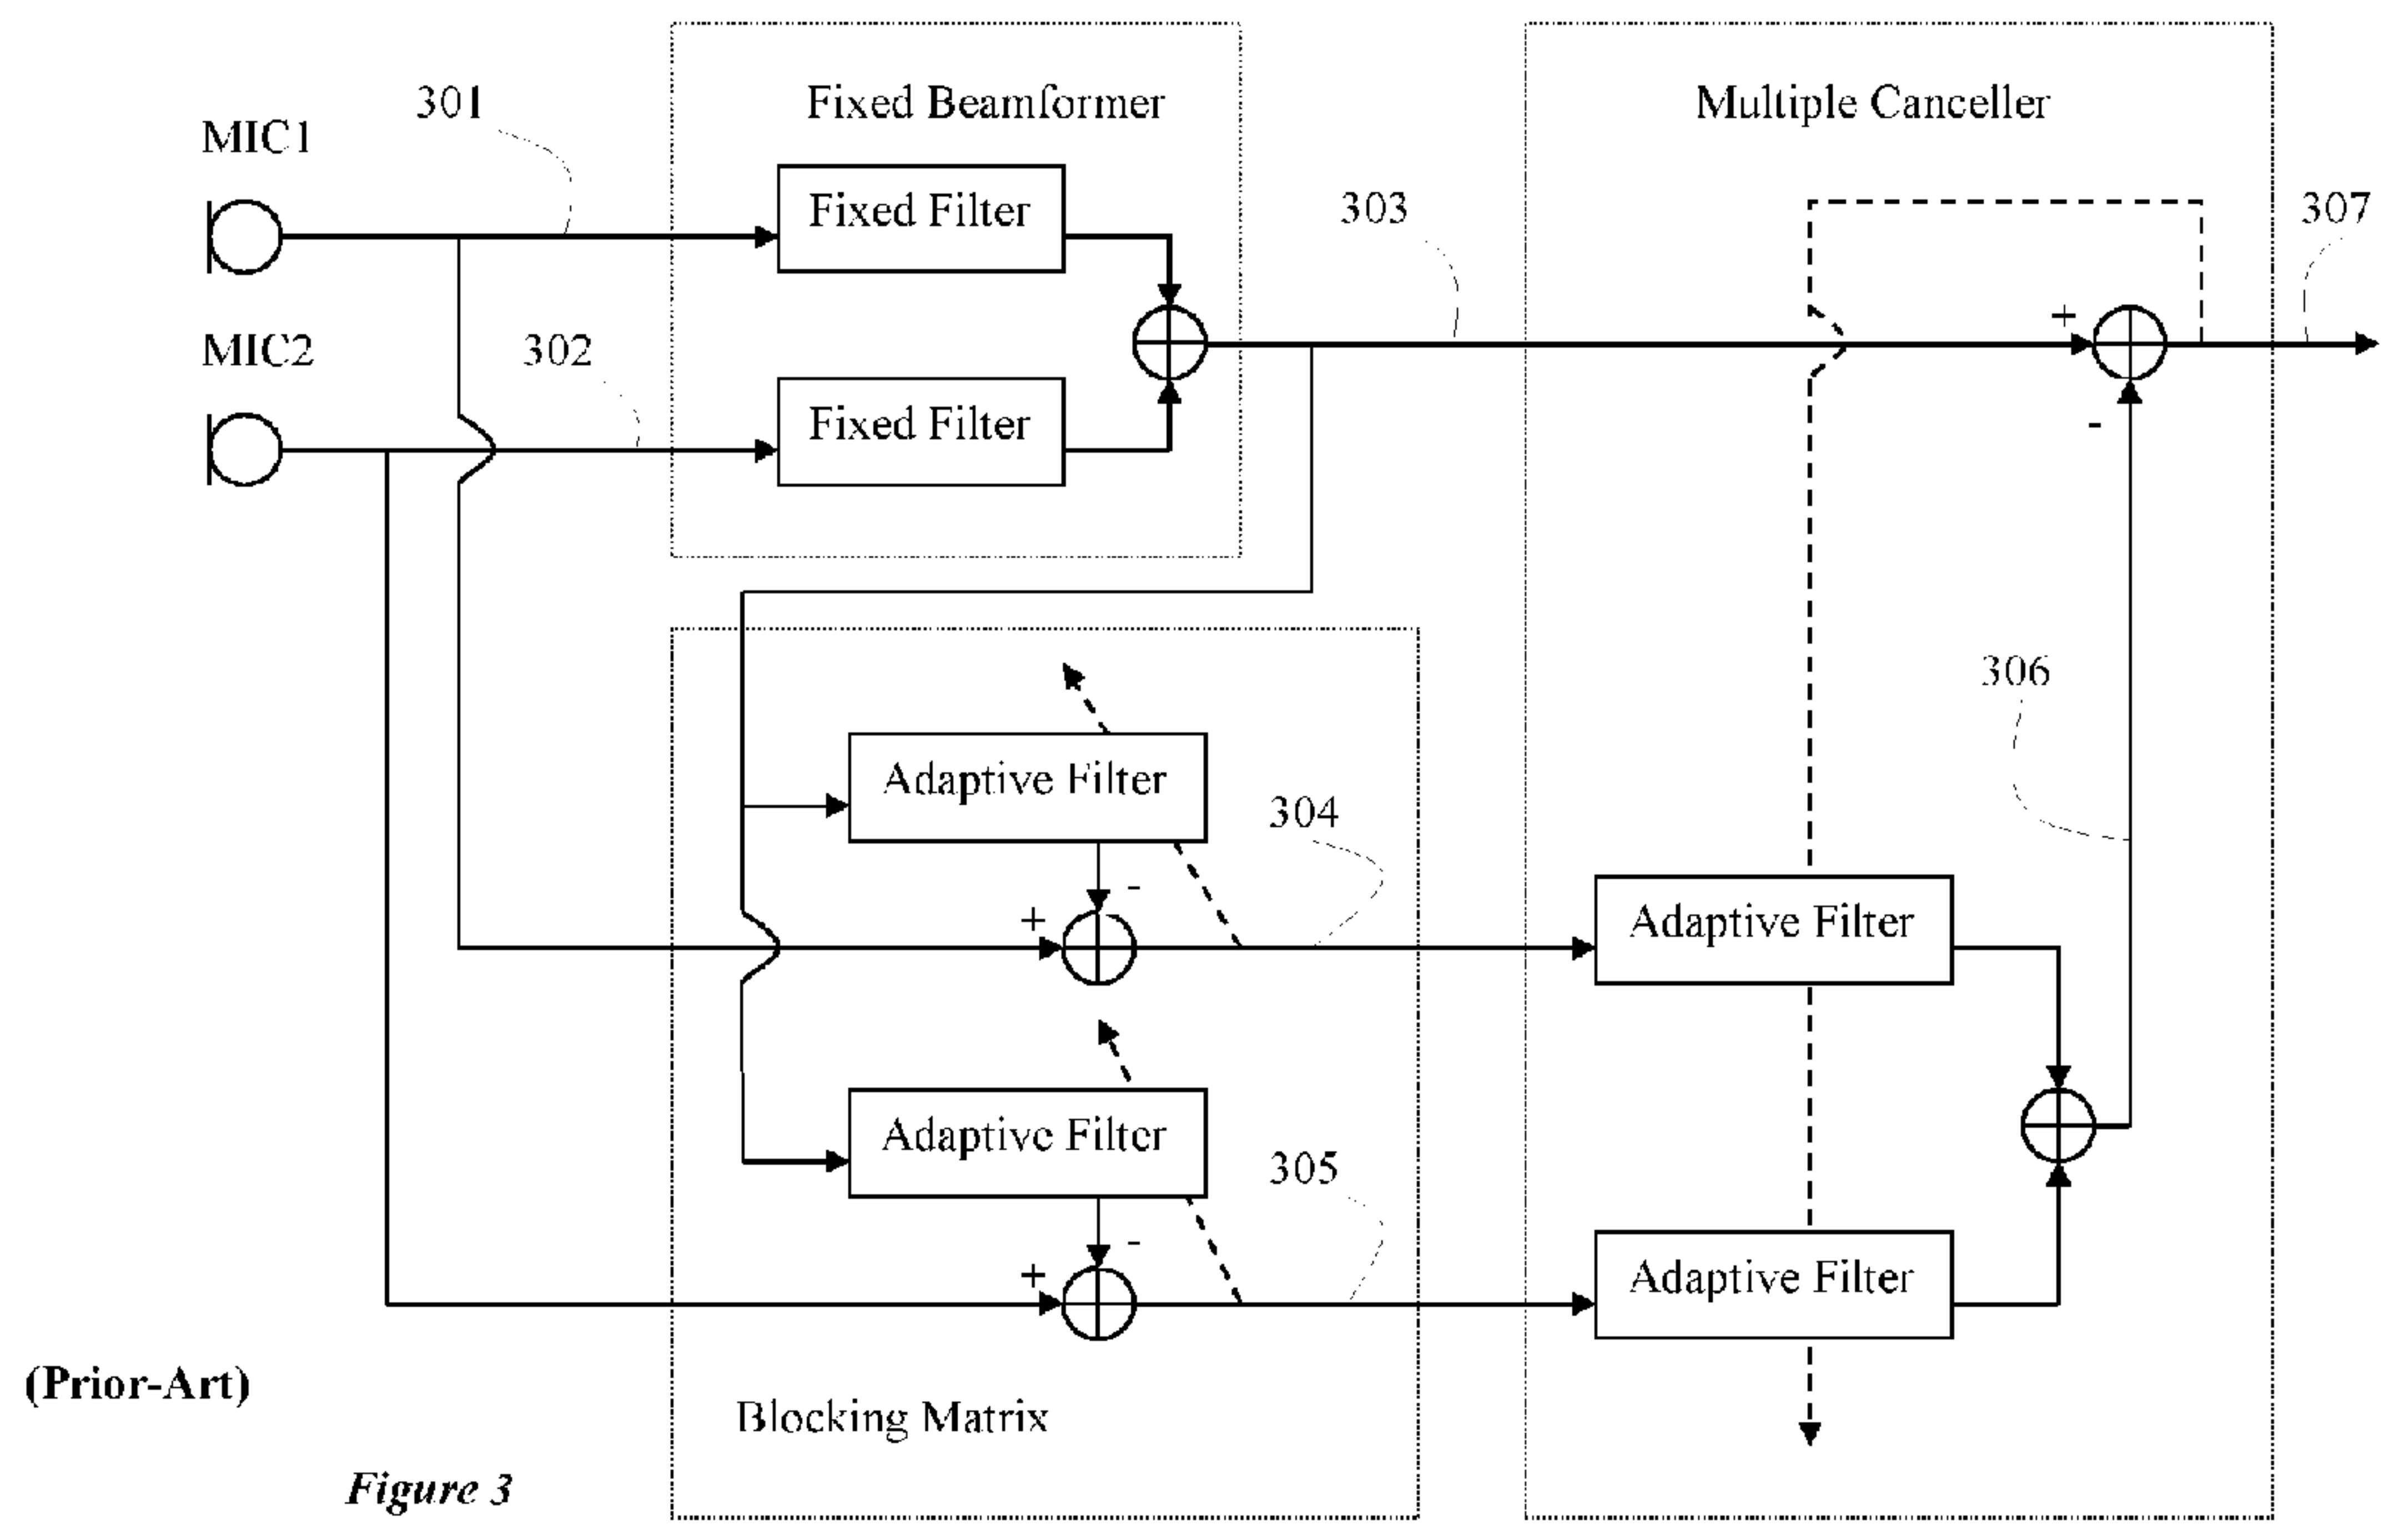 Fixed Beamformer
Multiple Canceller
301
MIC1
Fixed Filter
303
307
+
MIC2
302
Fixed Filter
-
306
Adaptive Filter
304
-
+
Adaptive Filter
Adaptive Filter
305
-
+
Adaptive Filter
(Prior-Art)
Blocking Matrix
Figure 3